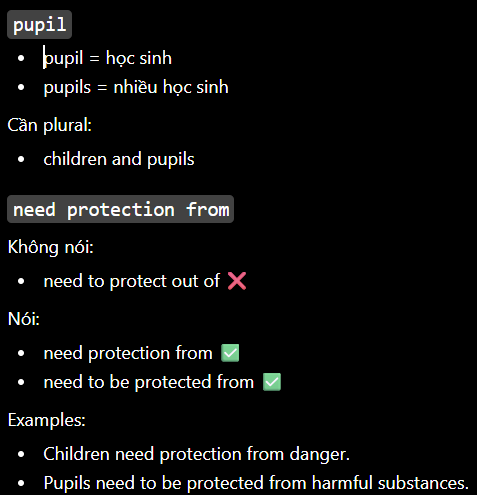 pupil
• pupil = học sinh
• pupils = nhiều học sinh
Cần plural:
• children and pupils
need protection from
Không nói:
• need to protect out of ❌
Nói:
• need protection from ✅
• need to be protected from ✅
Examples:
• Children need protection from danger.
• Pupils need to be protected from harmful substances.